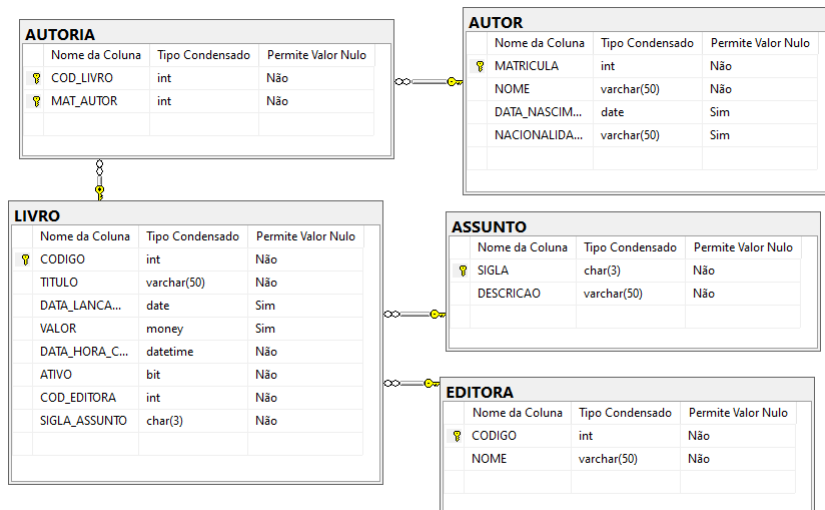 AUTORIA
Nome da Coluna Tipo Condensado Permite Valor Nulo
COD_LIVRO int Não
MAT_AUTOR int Não
AUTOR
Nome da Coluna Tipo Condensado Permite Valor Nulo
MATRICULA int Não
NOME varchar(50) Não
DATA_NASCIM... date Sim
NACIONALIDA... varchar(50) Sim
LIVRO
Nome da Coluna Tipo Condensado Permite Valor Nulo
CODIGO int Não
TITULO varchar(50) Não
DATA_LANCA... date Sim
VALOR money Sim
DATA_HORA_C... datetime Não
ATIVO bit Não
COD_EDITORA int Não
SIGLA_ASSUNTO char(3) Não
ASSUNTO
Nome da Coluna Tipo Condensado Permite Valor Nulo
SIGLA char(3) Não
DESCRICAO varchar(50) Não
EDITORA
Nome da Coluna Tipo Condensado Permite Valor Nulo
CODIGO int Não
NOME varchar(50) Não